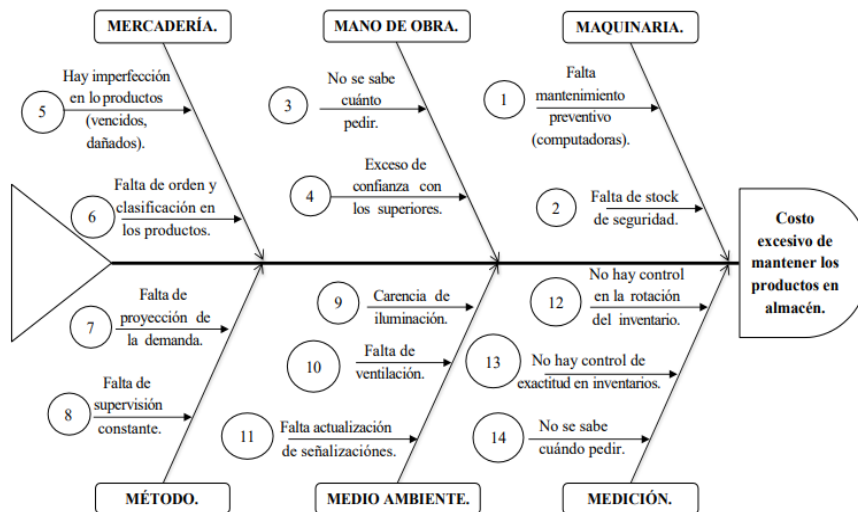 MERCADERÍA.
MANO DE OBRA.
MAQUINARIA.
5
Hay imperfección
en lo productos
(vencidos,
dañados).
6
Falta de orden y
clasificación en
los productos.
3
No se sabe
cuánto
pedir.
4
Exceso de
confianza con
los superiores.
1
Falta
mantenimiento
preventivo
(computadoras).
2
Falta de stock
de seguridad.
Costo
excesivo de
mantener los
productos en
almacén.
7
Falta de
proyección de
la demanda.
8
Falta de
supervisión
constante.
9
Carencia de
iluminación.
10
Falta de
ventilación.
11
Falta actualización
de señalizaciónes.
12
No hay control
en la rotación
del inventario.
13
No hay control de
exactitud en inventarios.
14
No se sabe
cuándo pedir.
MÉTODO.
MEDIO AMBIENTE.
MEDICIÓN.